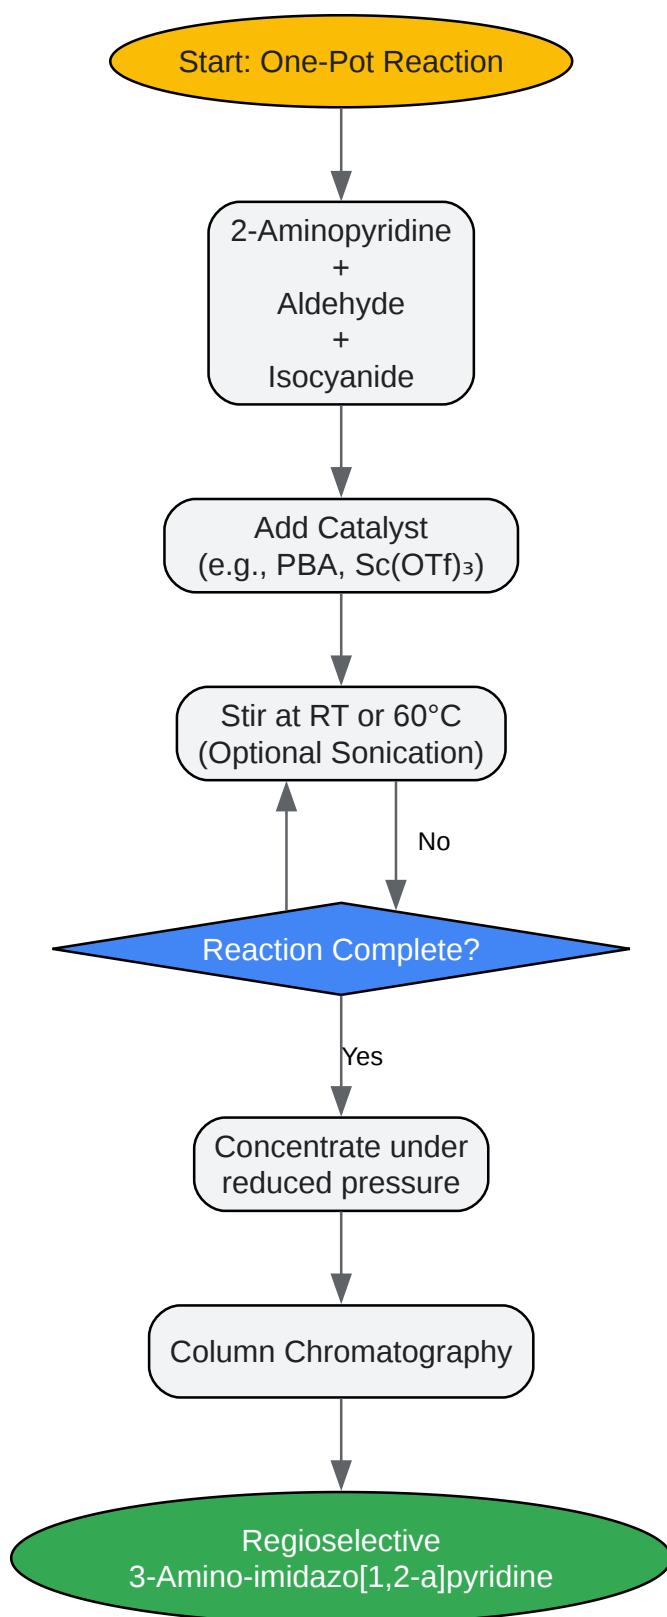 Start: One-Pot Reaction
2-Aminopyridine
+
Aldehyde
+
Isocyanide
Add Catalyst
(e.g., PBA, Sc(OTf)₃)
Stir at RT or 60°C
(Optional Sonication)
No
Reaction Complete?
Yes
Concentrate under
reduced pressure
Column Chromatography
Regioselective
3-Amino-imidazo[1,2-a]pyridine